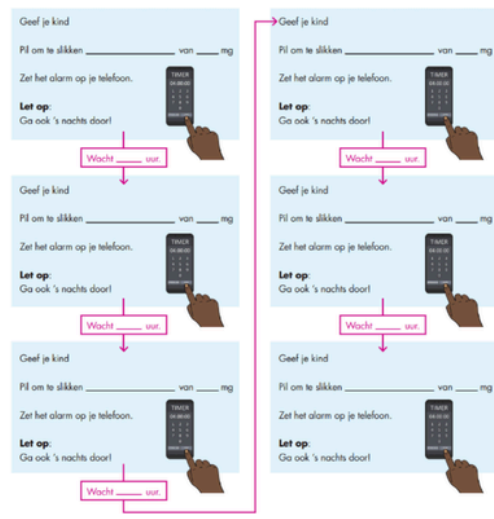 Geef je kind
Pil om te slikken ____________ van ____ mg
Zet het alarm op je telefoon.
TIMER
Let op:
Ga ook 's nachts door!
Wacht _____ uur.
Geef je kind
Pil om te slikken ____________ van ____ mg
Zet het alarm op je telefoon.
TIMER
Let op:
Ga ook 's nachts door!
Wacht _____ uur.
Geef je kind
Pil om te slikken ____________ van ____ mg
Zet het alarm op je telefoon.
TIMER
Let op:
Ga ook 's nachts door!
Wacht _____ uur.
Geef je kind
Pil om te slikken ____________ van ____ mg
Zet het alarm op je telefoon.
TIMER
Let op:
Ga ook 's nachts door!
Wacht _____ uur.
Geef je kind
Pil om te slikken ____________ van ____ mg
Zet het alarm op je telefoon.
TIMER
Let op:
Ga ook 's nachts door!
Wacht _____ uur.
Geef je kind
Pil om te slikken ____________ van ____ mg
Zet het alarm op je telefoon.
TIMER
Let op:
Ga ook 's nachts door!